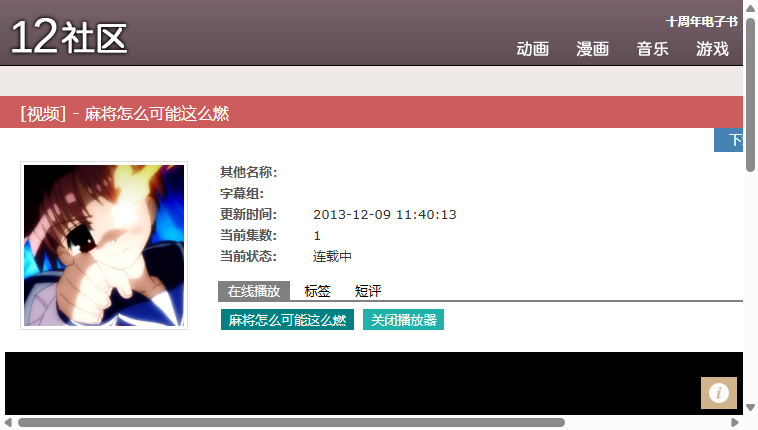 12社区
十周年电子书
动画 漫画 音乐 游戏
[视频] - 麻将怎么可能这么燃
下
其他名称:
字幕组:
更新时间: 2013-12-09 11:40:13
当前集数: 1
当前状态: 连载中
在线播放 标签 短评
麻将怎么可能这么燃 关闭播放器